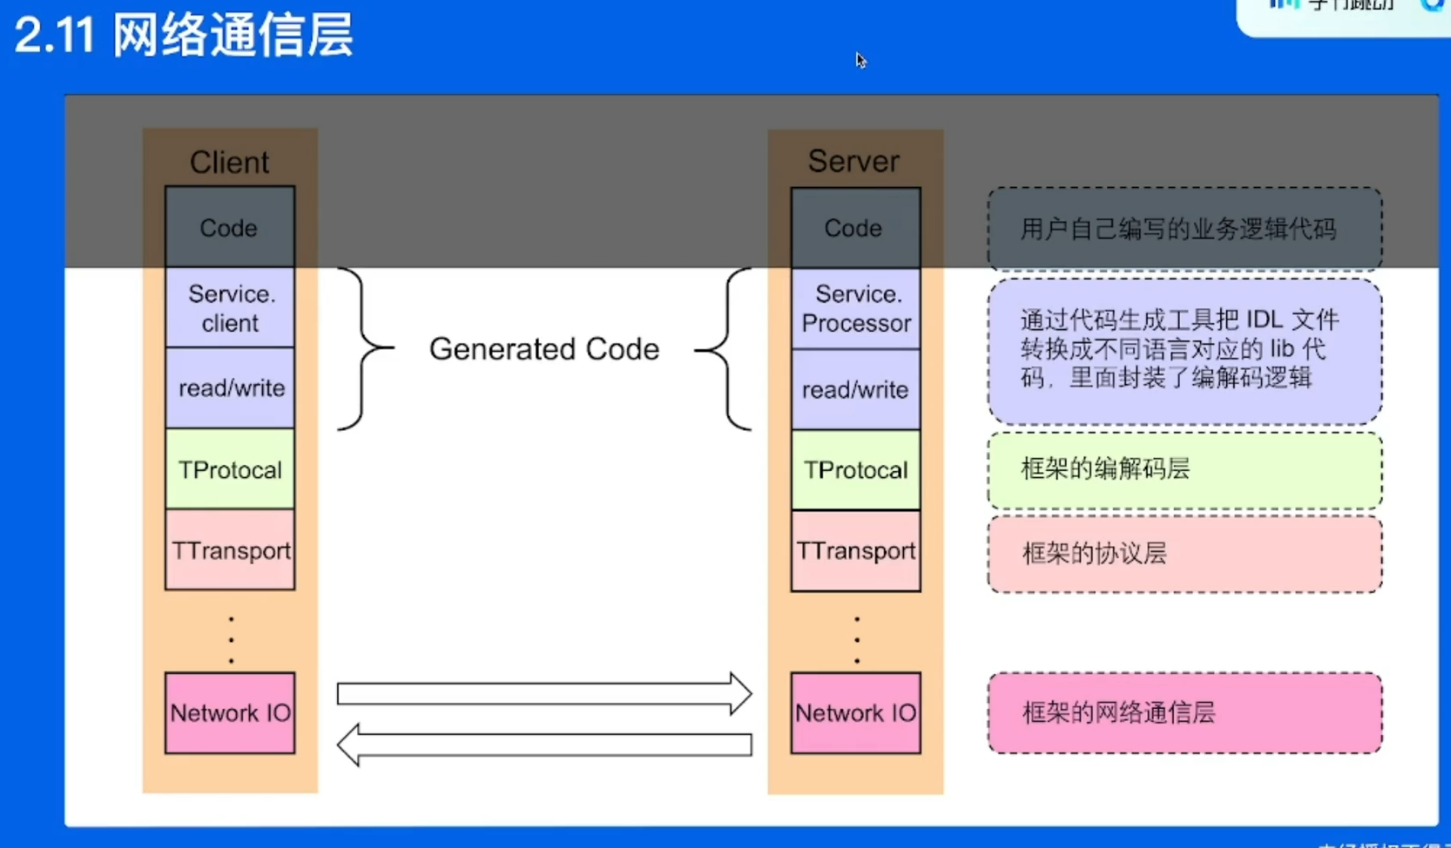 2.11 网络通信层
字节跳动
Client
Server
Code
Code
用户自己编写的业务逻辑代码
Service.
client
Service.
Processor
Generated Code
通过代码生成工具把 IDL 文件
转换成不同语言对应的 lib 代
码，里面封装了编解码逻辑
read/write
read/write
TProtocal
TProtocal
框架的编解码层
TTransport
TTransport
框架的协议层
Network IO
Network IO
框架的网络通信层